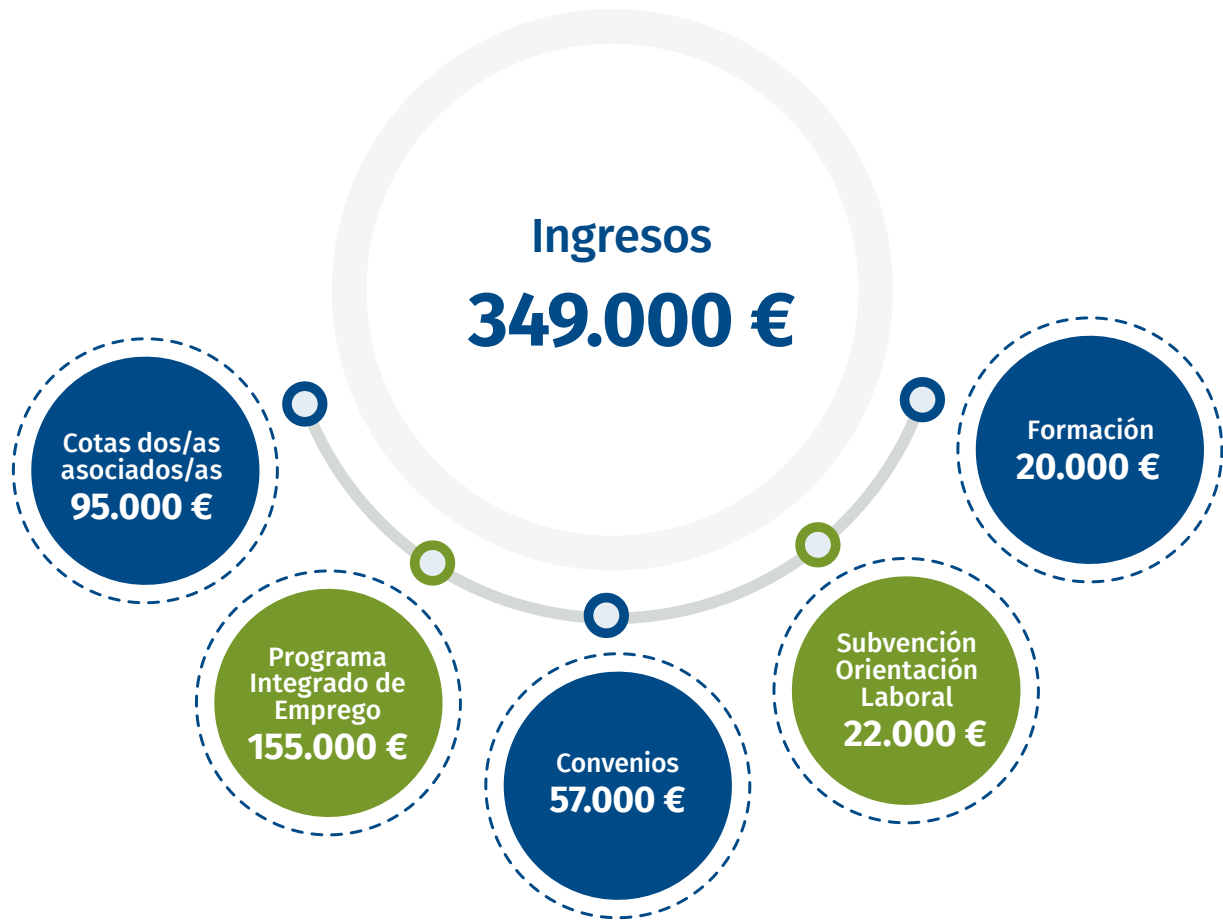 Ingresos
349.000 €
Cotas dos/as
asociados/as
95.000 €
Programa
Integrado de
Emprego
155.000 €
Convenios
57.000 €
Subvención
Orientación
Laboral
22.000 €
Formación
20.000 €